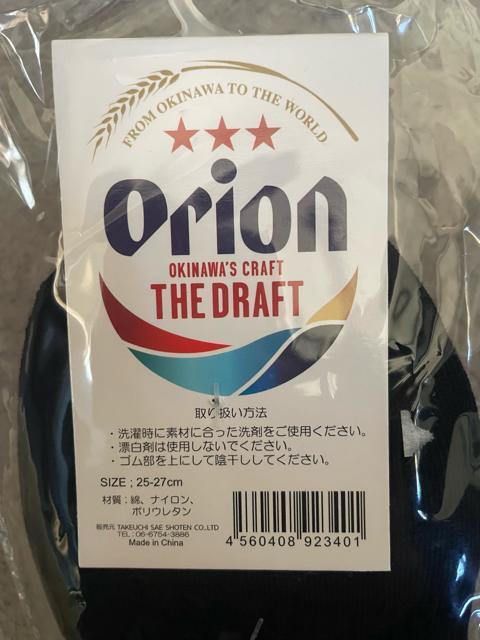 FROM OKINAWA TO THE WORLD
Orion
OKINAWA'S CRAFT
THE DRAFT
取り扱い方法
・洗濯時に素材に合った洗剤をご使用ください。
・漂白剤は使用しないでください。
・ゴム部を上にして陰干ししてください。
SIZE ; 25-27cm
材質：綿、ナイロン、
ポリウレタン
販売元 TAKEUCHI SAE SHOTEN CO.,LTD
TEL:06-6754-3886
Made in China
4 560408 923401